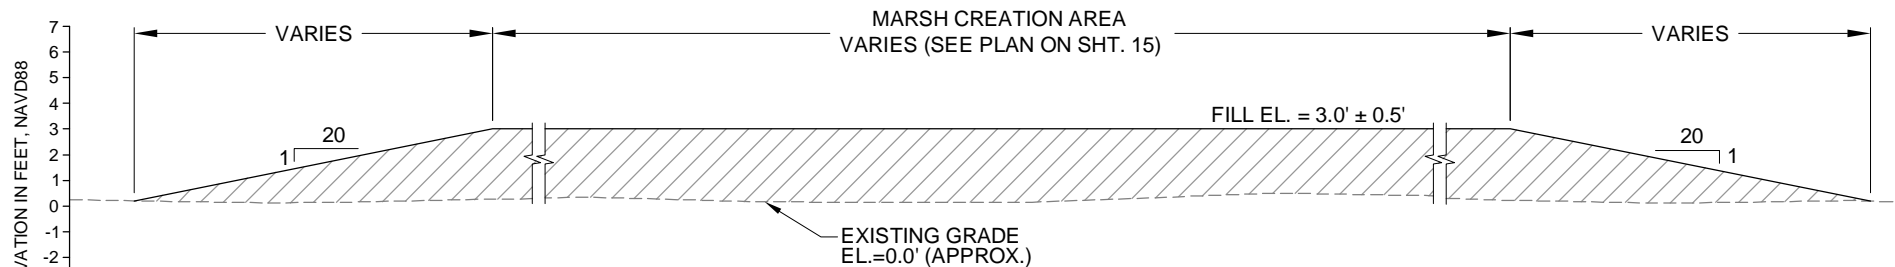 MARSH CREATION AREA
VARIES (SEE PLAN ON SHT. 15)
VARIES
VARIES
7
6
5
4
3
2
1
0
-1
-2
FILL EL. = 3.0' ± 0.5'
20
1
20
1
EXISTING GRADE
EL.=0.0' (APPROX.)
IN FEET, NAVD88